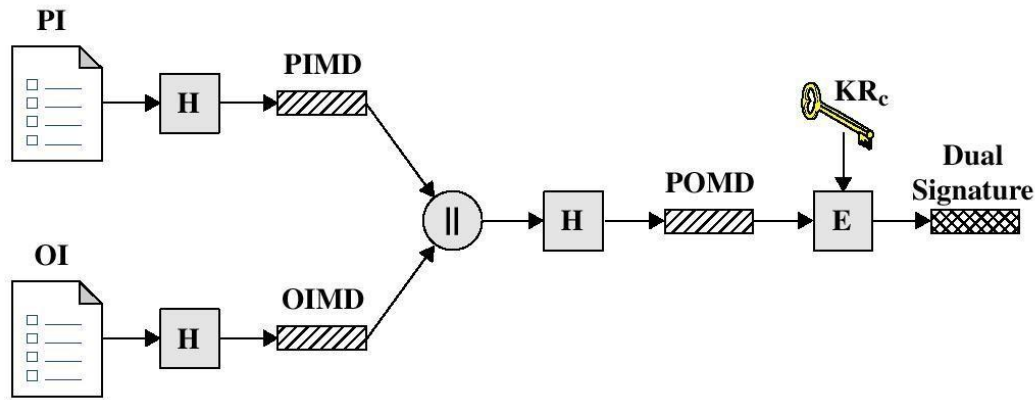 PI
H
PIMD
KRc
||
H
POMD
E
Dual
Signature
OI
H
OIMD